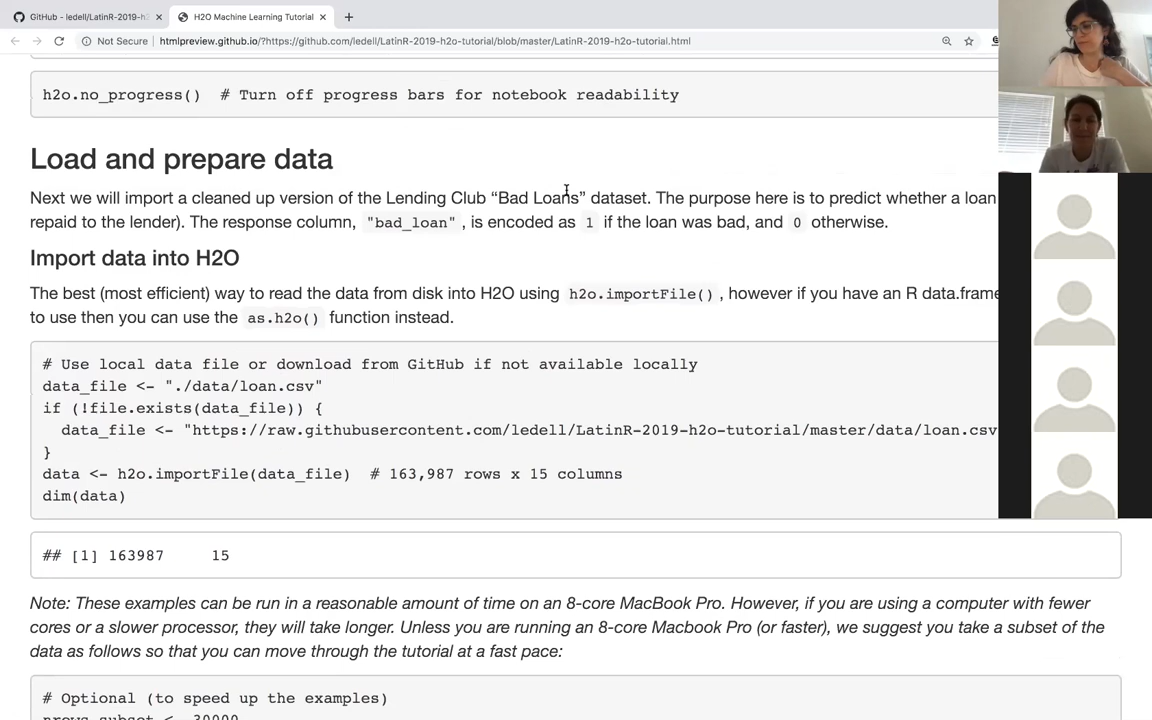 GitHub - ledell/LatinR-2019-h2
H2O Machine Learning Tutorial
Not Secure
htmlpreview.github.io/?https://github.com/ledell/LatinR-2019-h2o-tutorial/blob/master/LatinR-2019-h2o-tutorial.html
h2o.no_progress()  # Turn off progress bars for notebook readability
Load and prepare data
Next we will import a cleaned up version of the Lending Club “Bad Loans” dataset. The purpose here is to predict whether a loan
repaid to the lender). The response column, "bad_loan" , is encoded as 1 if the loan was bad, and 0 otherwise.
Import data into H2O
The best (most efficient) way to read the data from disk into H2O using h2o.importFile() , however if you have an R data.frame
to use then you can use the as.h2o() function instead.
# Use local data file or download from GitHub if not available locally
data_file <- "./data/loan.csv"
if (!file.exists(data_file)) {
  data_file <- "https://raw.githubusercontent.com/ledell/LatinR-2019-h2o-tutorial/master/data/loan.csv
}
data <- h2o.importFile(data_file)  # 163,987 rows x 15 columns
dim(data)
## [1] 163987     15
Note: These examples can be run in a reasonable amount of time on an 8-core MacBook Pro. However, if you are using a computer with fewer
cores or a slower processor, they will take longer. Unless you are running an 8-core Macbook Pro (or faster), we suggest you take a subset of the
data as follows so that you can move through the tutorial at a fast pace:
# Optional (to speed up the examples)
nrows_subset <- 30000